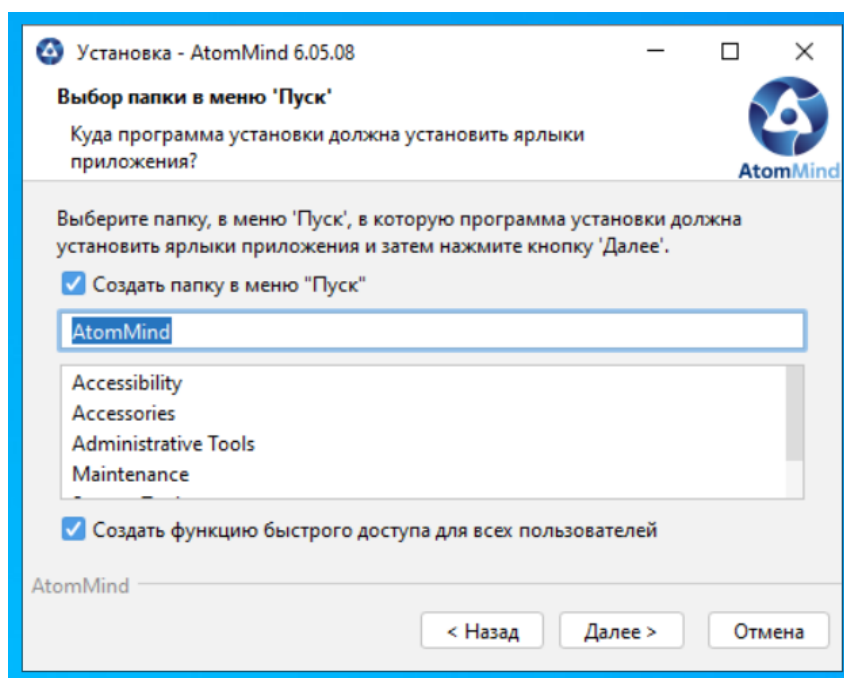 Установка - AtomMind 6.05.08
Выбор папки в меню 'Пуск'
Куда программа установки должна установить ярлыки
приложения?
AtomMind
Выберите папку, в меню 'Пуск', в которую программа установки должна
установить ярлыки приложения и затем нажмите кнопку 'Далее'.
Создать папку в меню "Пуск"
AtomMind
Accessibility
Accessories
Administrative Tools
Maintenance
Создать функцию быстрого доступа для всех пользователей
AtomMind
< Назад
Далее >
Отмена